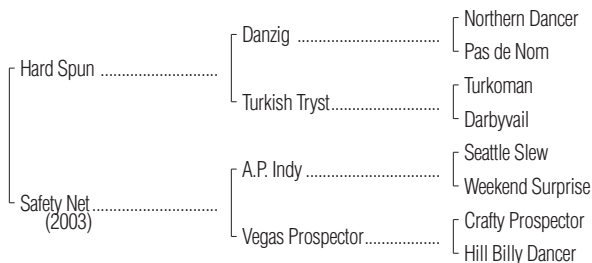 Northern Dancer
Danzig ..................................
Pas de Nom
Hard Spun ............................
Turkoman
Turkish Tryst..........................
Darbyvail
Seattle Slew
A.P. Indy ................................
Weekend Surprise
Safety Net..............................
(2003)
Crafty Prospector
Vegas Prospector..................
Hill Billy Dancer